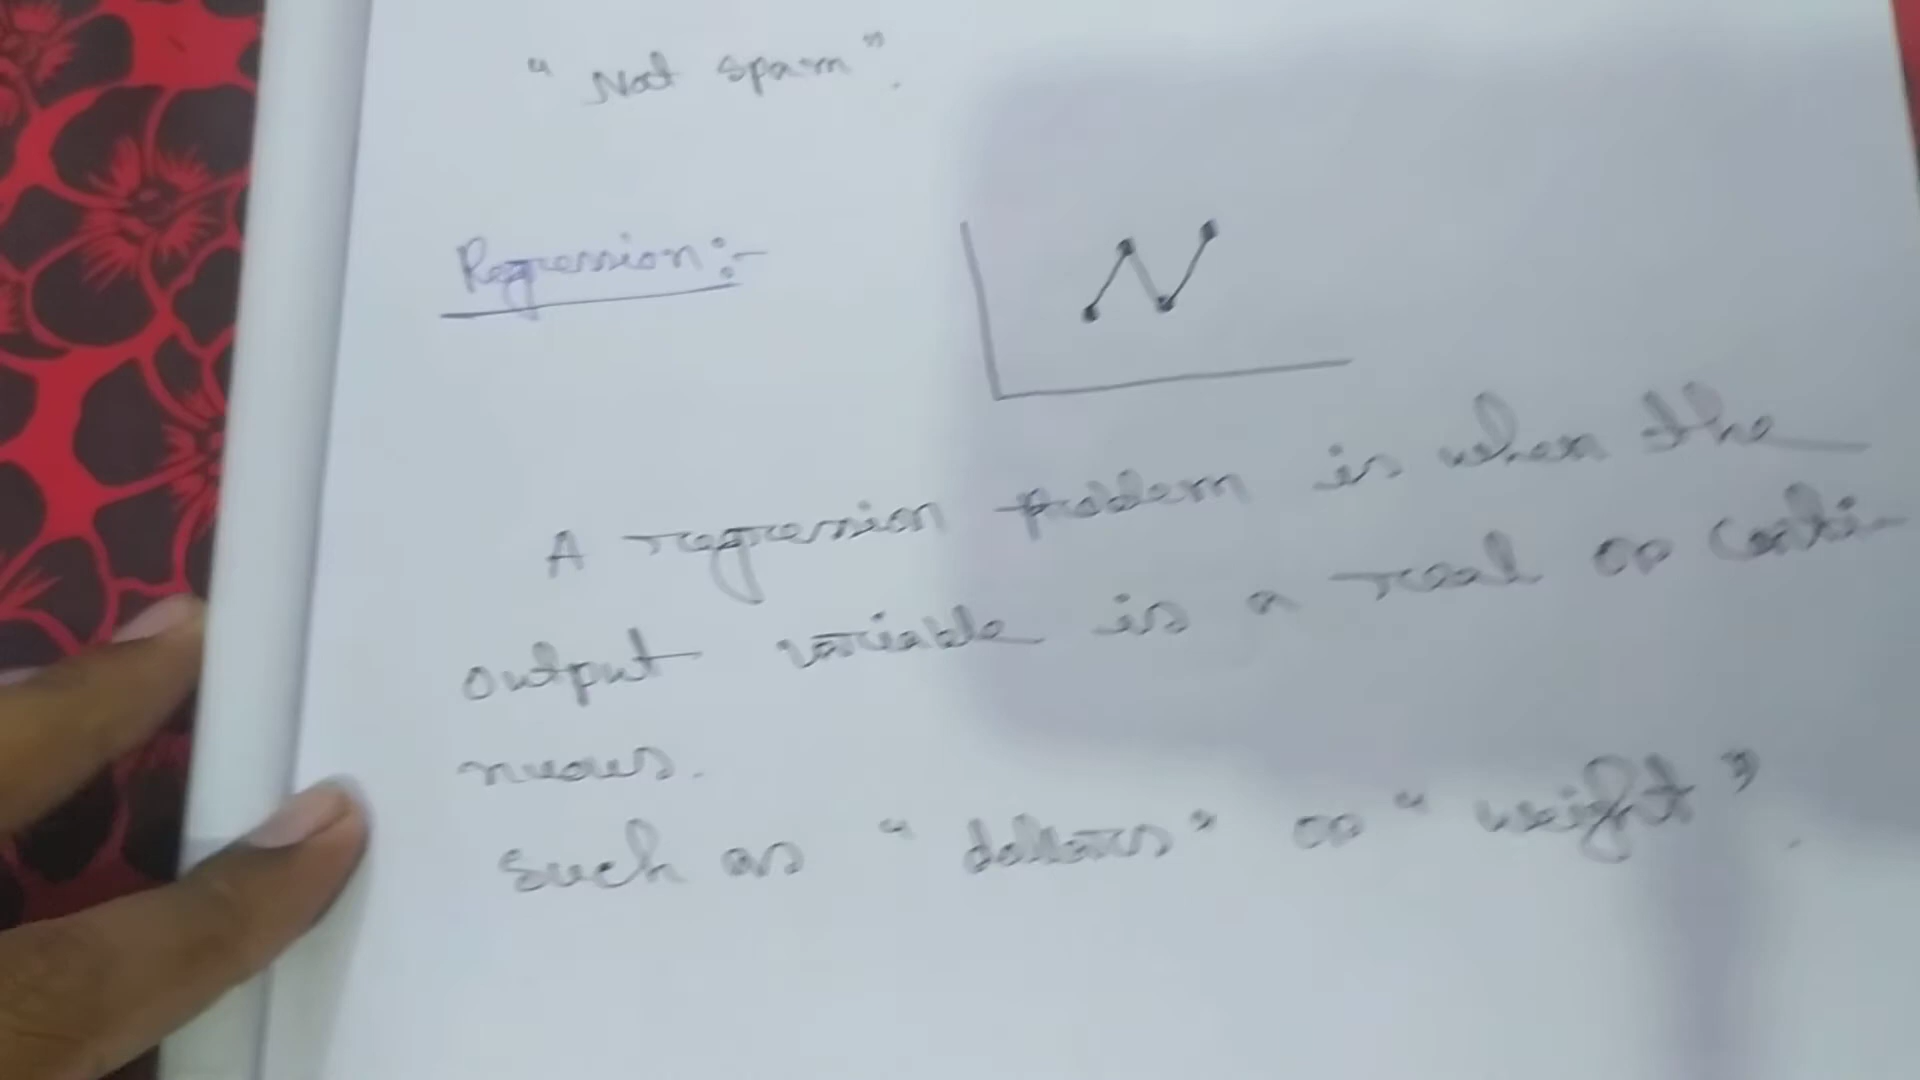 " Not spam ".
Regression :-
A regression problem is when the
output variable is a real or conti-
nuous.
Such as " dollars " or " weight ".